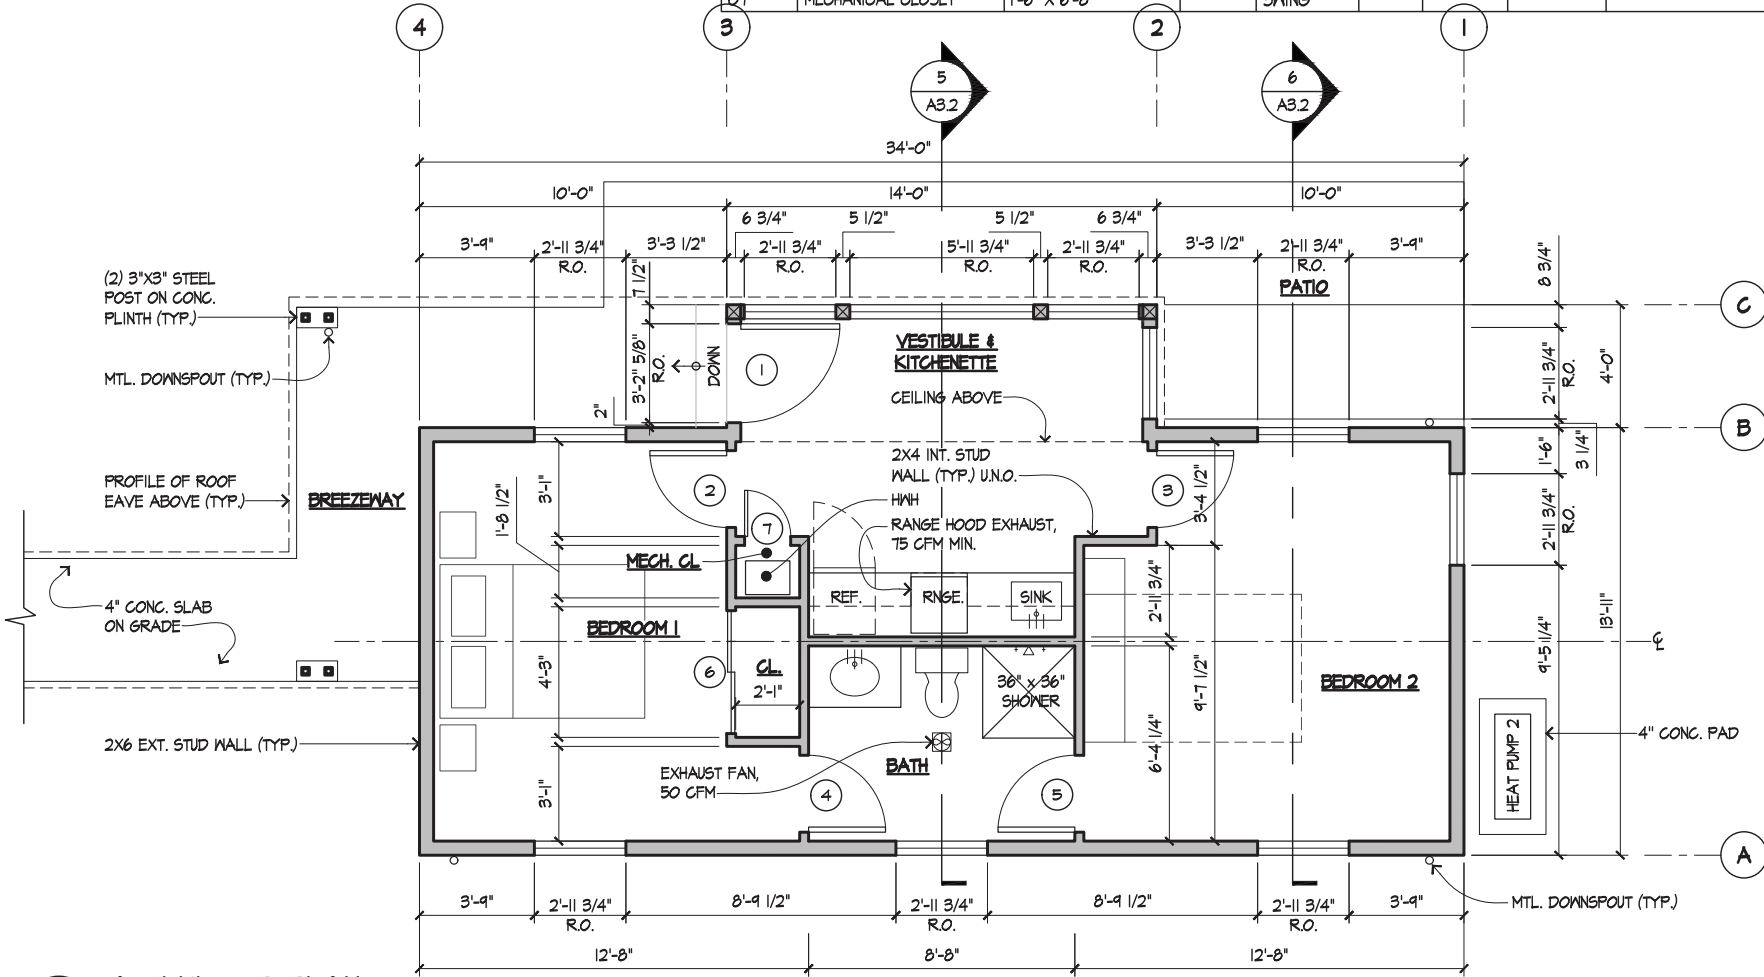 MECHANICAL CLOSET
SWING
4
3
2
1
5
A3.2
6
A3.2
34'-0"
10'-0"
14'-0"
10'-0"
6 3/4"
5 1/2"
5 1/2"
6 3/4"
3'-9"
2'-11 3/4"
R.O.
3'-3 1/2"
2'-11 3/4"
R.O.
5'-11 3/4"
R.O.
2'-11 3/4"
R.O.
3'-3 1/2"
2'-11 3/4"
R.O.
3'-9"
PATIO
(2) 3"X3" STEEL
POST ON CONC.
PLINTH (TYP.)
MTL. DOWNSPOUT (TYP.)
7 1/2"
3'-2" 5/8"
R.O.
2"
DOWN
1
VESTIBULE &
KITCHENETTE
CEILING ABOVE
8 3/4"
2'-11 3/4"
R.O.
4'-0"
C
B
1'-6"
3 1/4"
2'-11 3/4"
R.O.
9'-5 1/4"
13'-11"
PROFILE OF ROOF
EAVE ABOVE (TYP.)
BREEZEWAY
1'-8 1/2"
3'-1"
2
7
2X4 INT. STUD
WALL (TYP.) U.N.O.
HWH
RANGE HOOD EXHAUST,
75 CFM MIN.
3
3'-4 1/2"
MECH. CL
REF.
RNGE.
SINK
2'-11 3/4"
4" CONC. SLAB
ON GRADE
BEDROOM 1
4'-3"
6
CL.
2'-1"
36" x 36"
SHOWER
9'-7 1/2"
BEDROOM 2
2X6 EXT. STUD WALL (TYP.)
EXHAUST FAN,
50 CFM
BATH
6'-4 1/4"
3'-1"
4
5
HEAT PUMP 2
4" CONC. PAD
A
MTL. DOWNSPOUT (TYP.)
3'-9"
2'-11 3/4"
R.O.
8'-9 1/2"
2'-11 3/4"
R.O.
8'-9 1/2"
2'-11 3/4"
R.O.
3'-9"
12'-8"
8'-8"
12'-8"